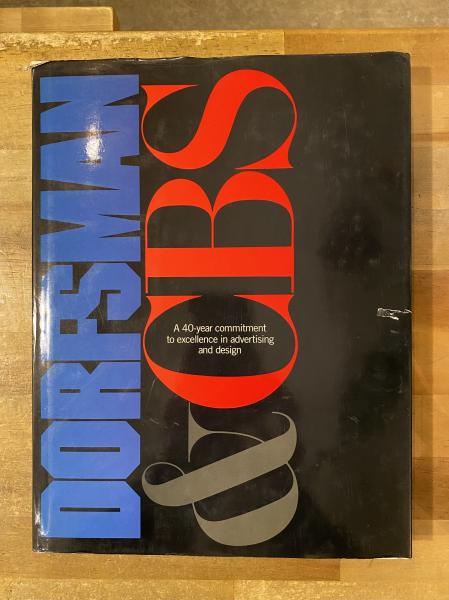 DORFSMAN
& CBS
A 40-year commitment
to excellence in advertising
and design